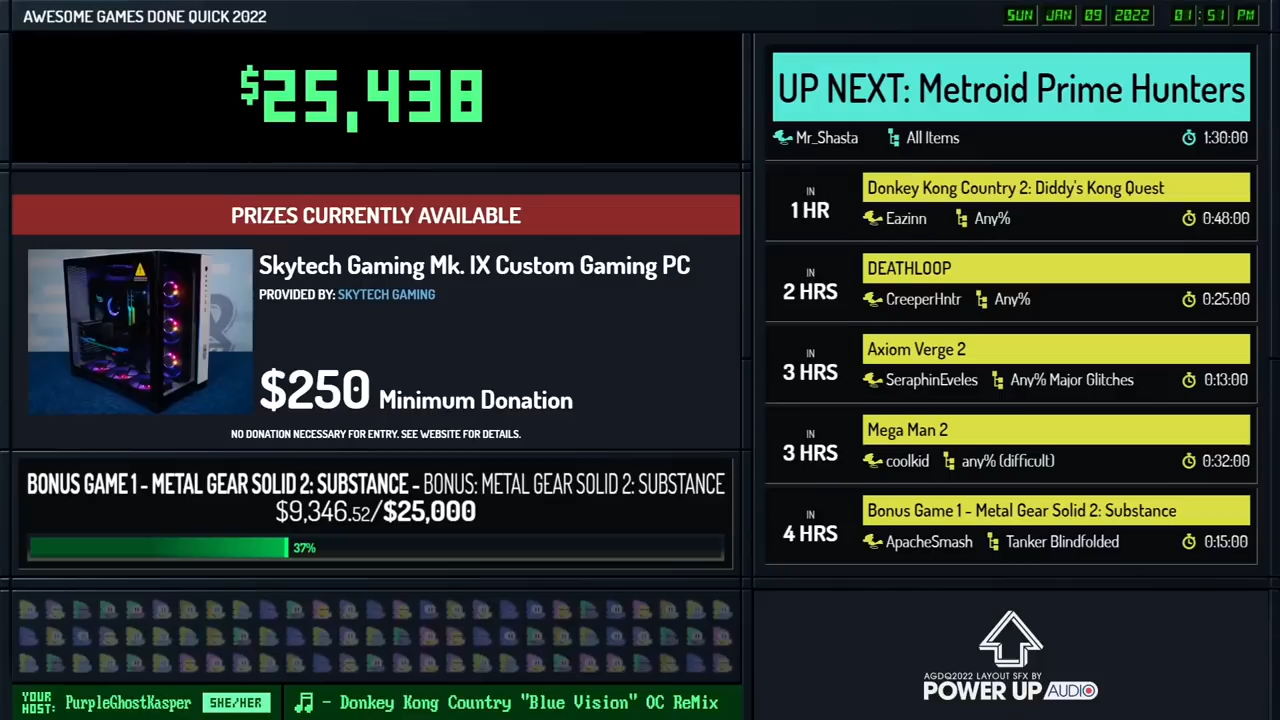 AWESOME GAMES DONE QUICK 2022
SUN JAN 09 2022 01:51 PM
$25,438
PRIZES CURRENTLY AVAILABLE
Skytech Gaming Mk. IX Custom Gaming PC
PROVIDED BY: SKYTECH GAMING
$250 Minimum Donation
NO DONATION NECESSARY FOR ENTRY. SEE WEBSITE FOR DETAILS.
BONUS GAME 1 - METAL GEAR SOLID 2: SUBSTANCE - BONUS: METAL GEAR SOLID 2: SUBSTANCE
$9,346.52/$25,000
37%
YOUR HOST: PurpleGhostKasper SHE/HER
- Donkey Kong Country "Blue Vision" OC ReMix
UP NEXT: Metroid Prime Hunters
Mr_Shasta All Items 1:30:00
IN 1 HR
Donkey Kong Country 2: Diddy's Kong Quest
Eazinn Any% 0:48:00
IN 2 HRS
DEATHLOOP
CreeperHntr Any% 0:25:00
IN 3 HRS
Axiom Verge 2
SeraphinEveles Any% Major Glitches 0:13:00
IN 3 HRS
Mega Man 2
coolkid any% (difficult) 0:32:00
IN 4 HRS
Bonus Game 1 - Metal Gear Solid 2: Substance
ApacheSmash Tanker Blindfolded 0:15:00
AGDQ2022 LAYOUT SFX BY
POWER UP AUDIO